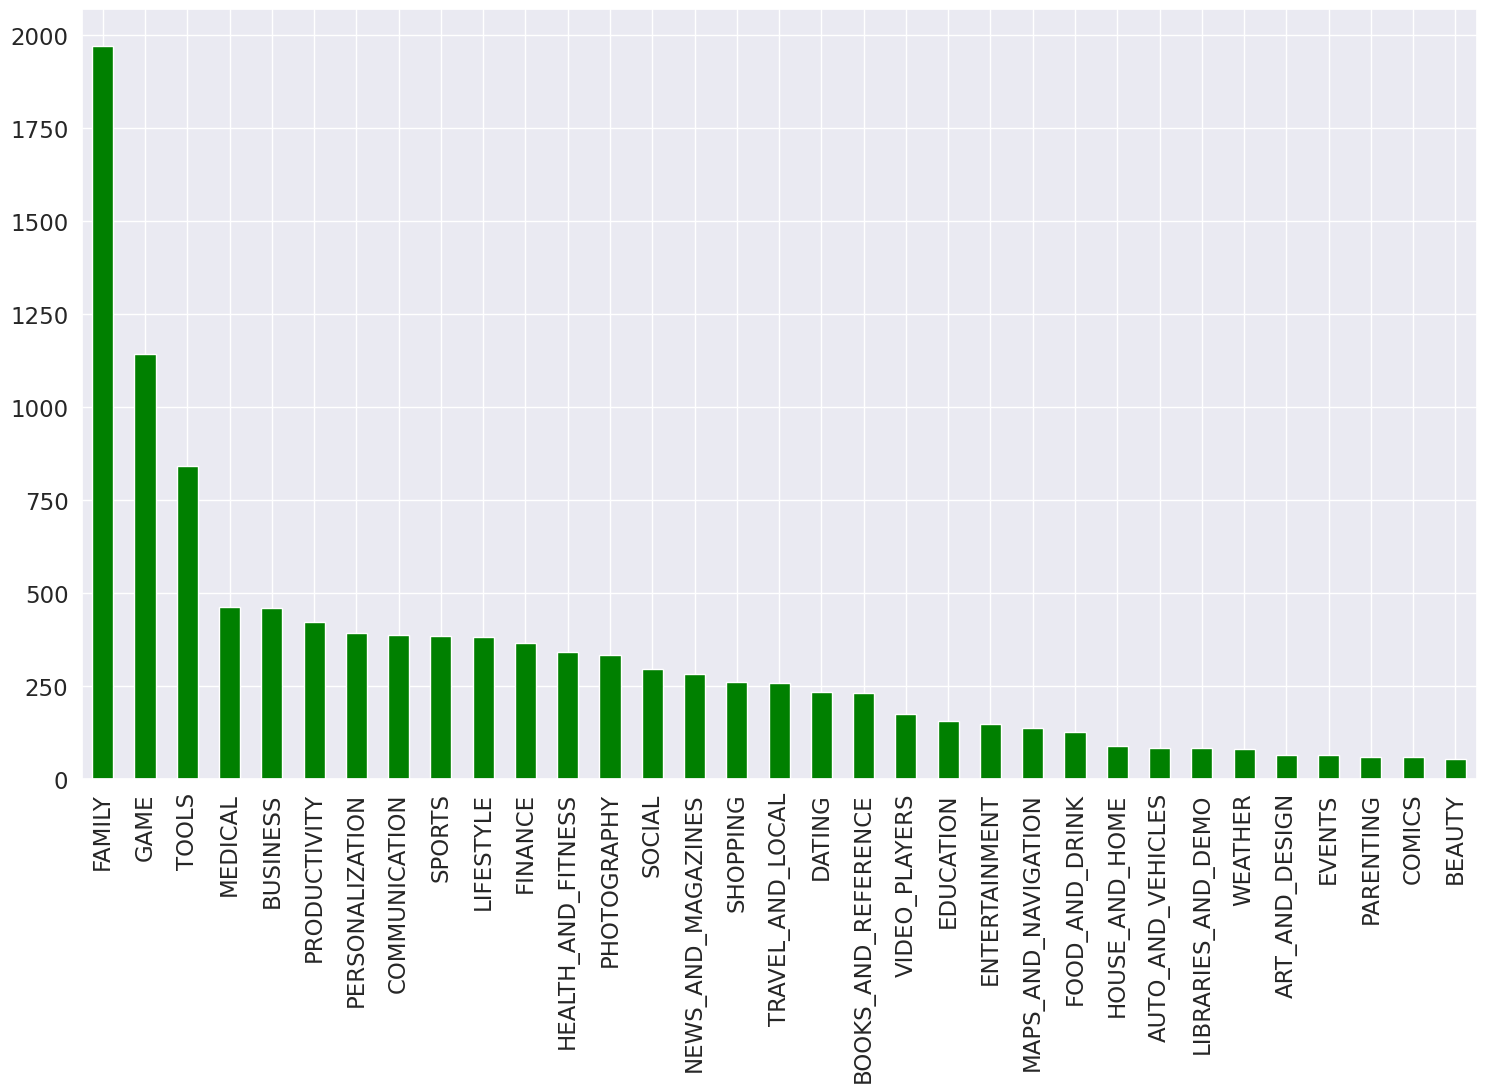 2000
1750
1500
1250
1000
750
500
250
0
FAMILY
GAME
TOOLS
MEDICAL
BUSINESS
PRODUCTIVITY
PERSONALIZATION
COMMUNICATION
SPORTS
LIFESTYLE
FINANCE
HEALTH_AND_FITNESS
PHOTOGRAPHY
SOCIAL
NEWS_AND_MAGAZINES
SHOPPING
TRAVEL_AND_LOCAL
DATING
BOOKS_AND_REFERENCE
VIDEO_PLAYERS
EDUCATION
ENTERTAINMENT
MAPS_AND_NAVIGATION
FOOD_AND_DRINK
HOUSE_AND_HOME
AUTO_AND_VEHICLES
LIBRARIES_AND_DEMO
WEATHER
ART_AND_DESIGN
EVENTS
PARENTING
COMICS
BEAUTY